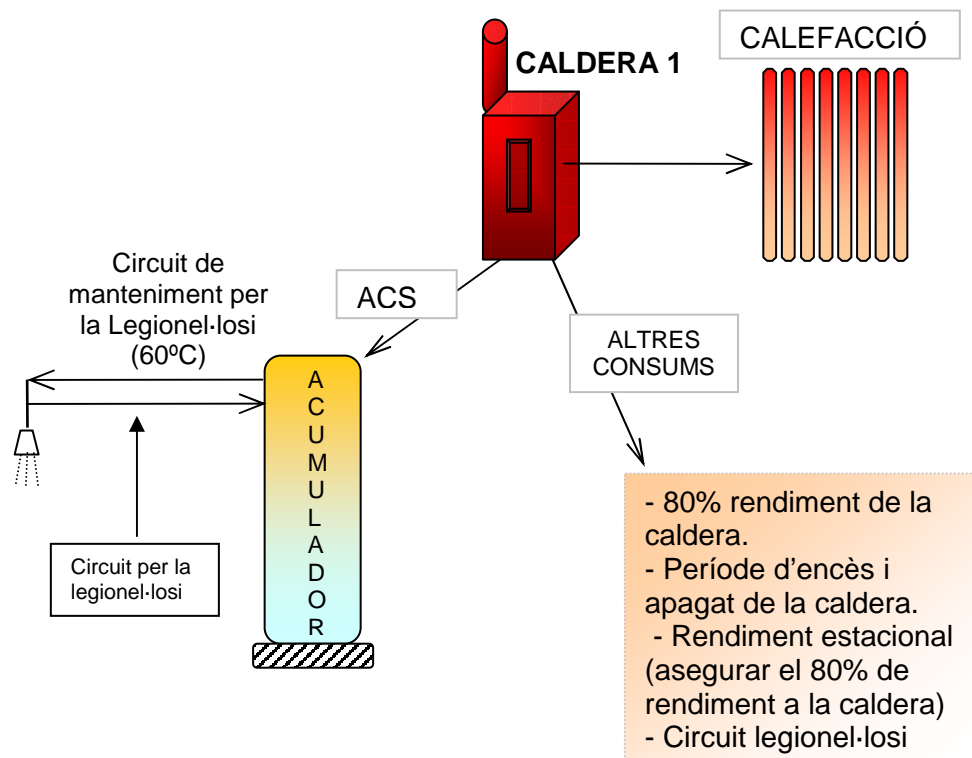 CALEFACCIÓ
CALDERA 1
Circuit de
manteniment per
la Legionel·losi
(60ºC)
ACS
ALTRES
CONSUMS
ACUMULADOR
Circuit per la
legionel·losi
- 80% rendiment de la
caldera.
- Període d'encès i
apagat de la caldera.
- Rendiment estacional
(asegurar el 80% de
rendiment a la caldera)
- Circuit legionel·losi